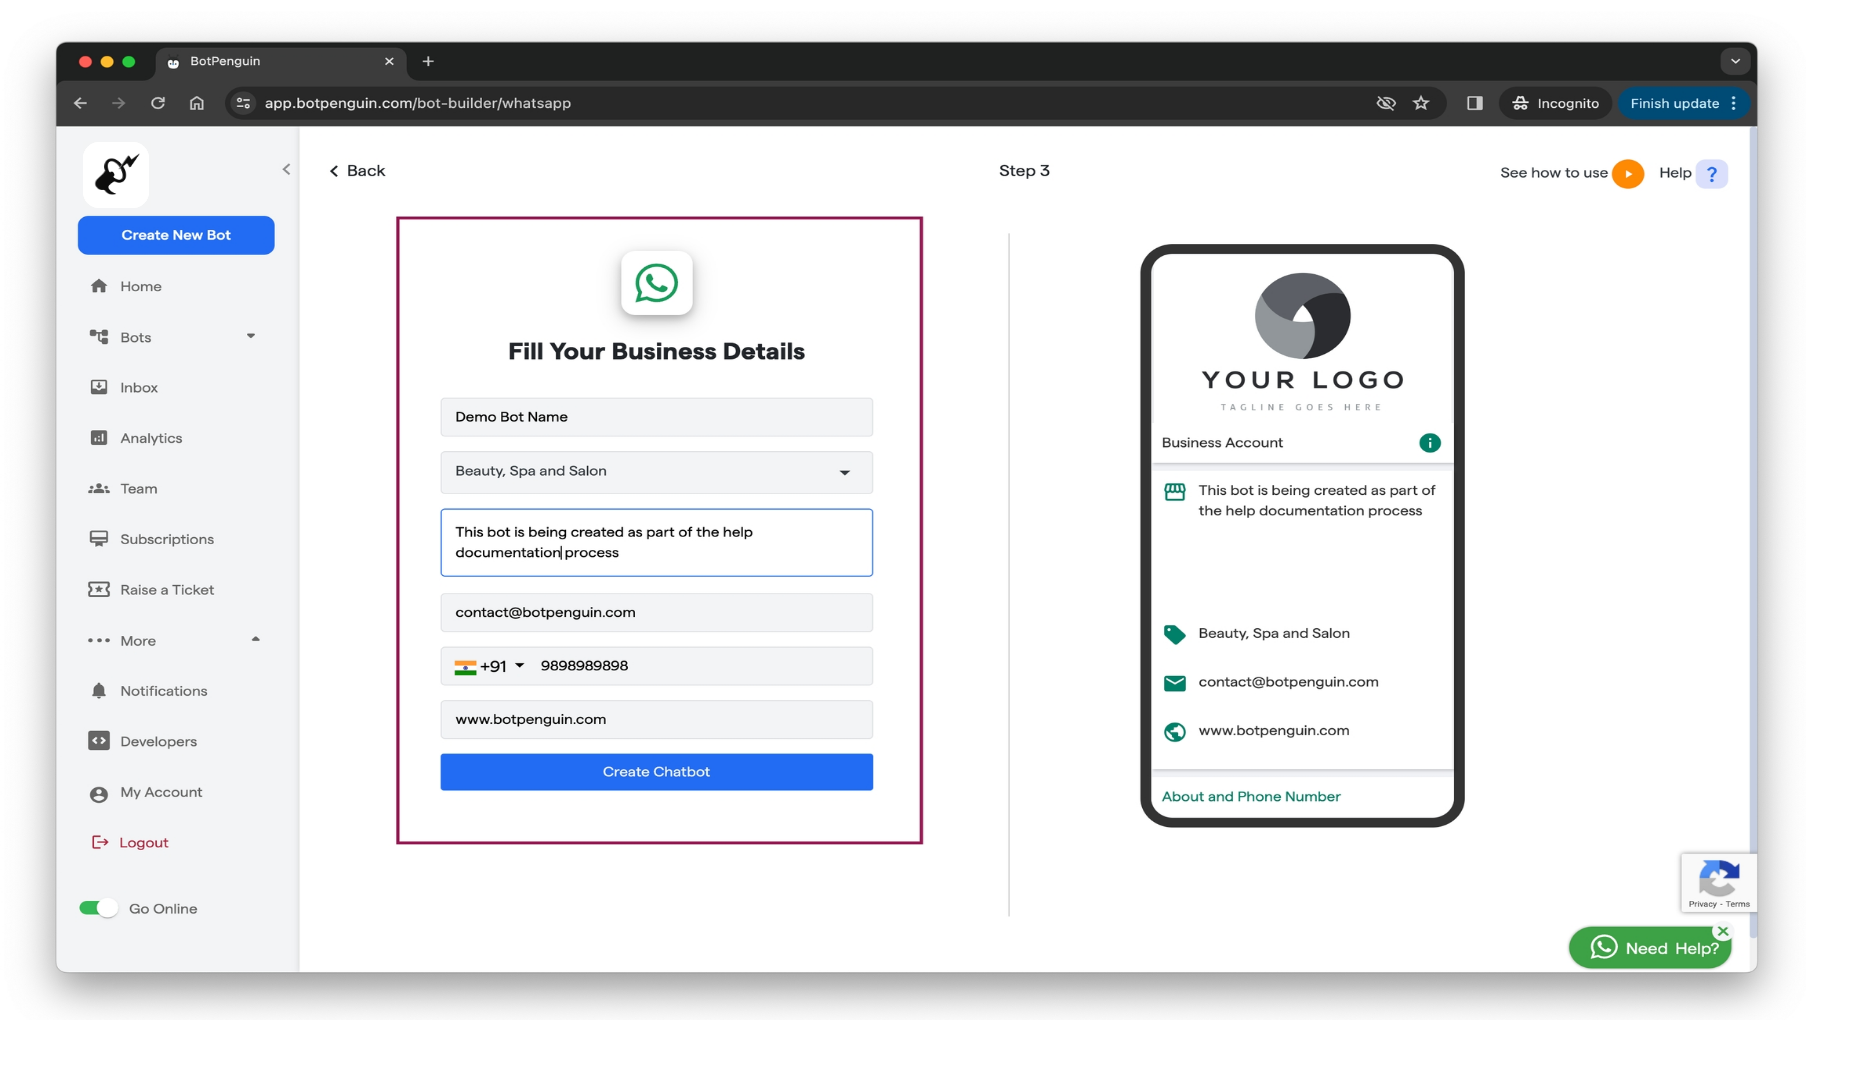 BotPenguin
app.botpenguin.com/bot-builder/whatsapp
Incognito
Finish update
Create New Bot
Home
Bots
Inbox
Analytics
Team
Subscriptions
Raise a Ticket
More
Notifications
Developers
My Account
Logout
Go Online
Back
Step 3
See how to use
Help ?
Fill Your Business Details
Demo Bot Name
Beauty, Spa and Salon
This bot is being created as part of the help
documentation process
contact@botpenguin.com
+91 9898989898
www.botpenguin.com
Create Chatbot
YOUR LOGO
TAGLINE GOES HERE
Business Account
This bot is being created as part of
the help documentation process
Beauty, Spa and Salon
contact@botpenguin.com
www.botpenguin.com
About and Phone Number
Privacy - Terms
Need Help?